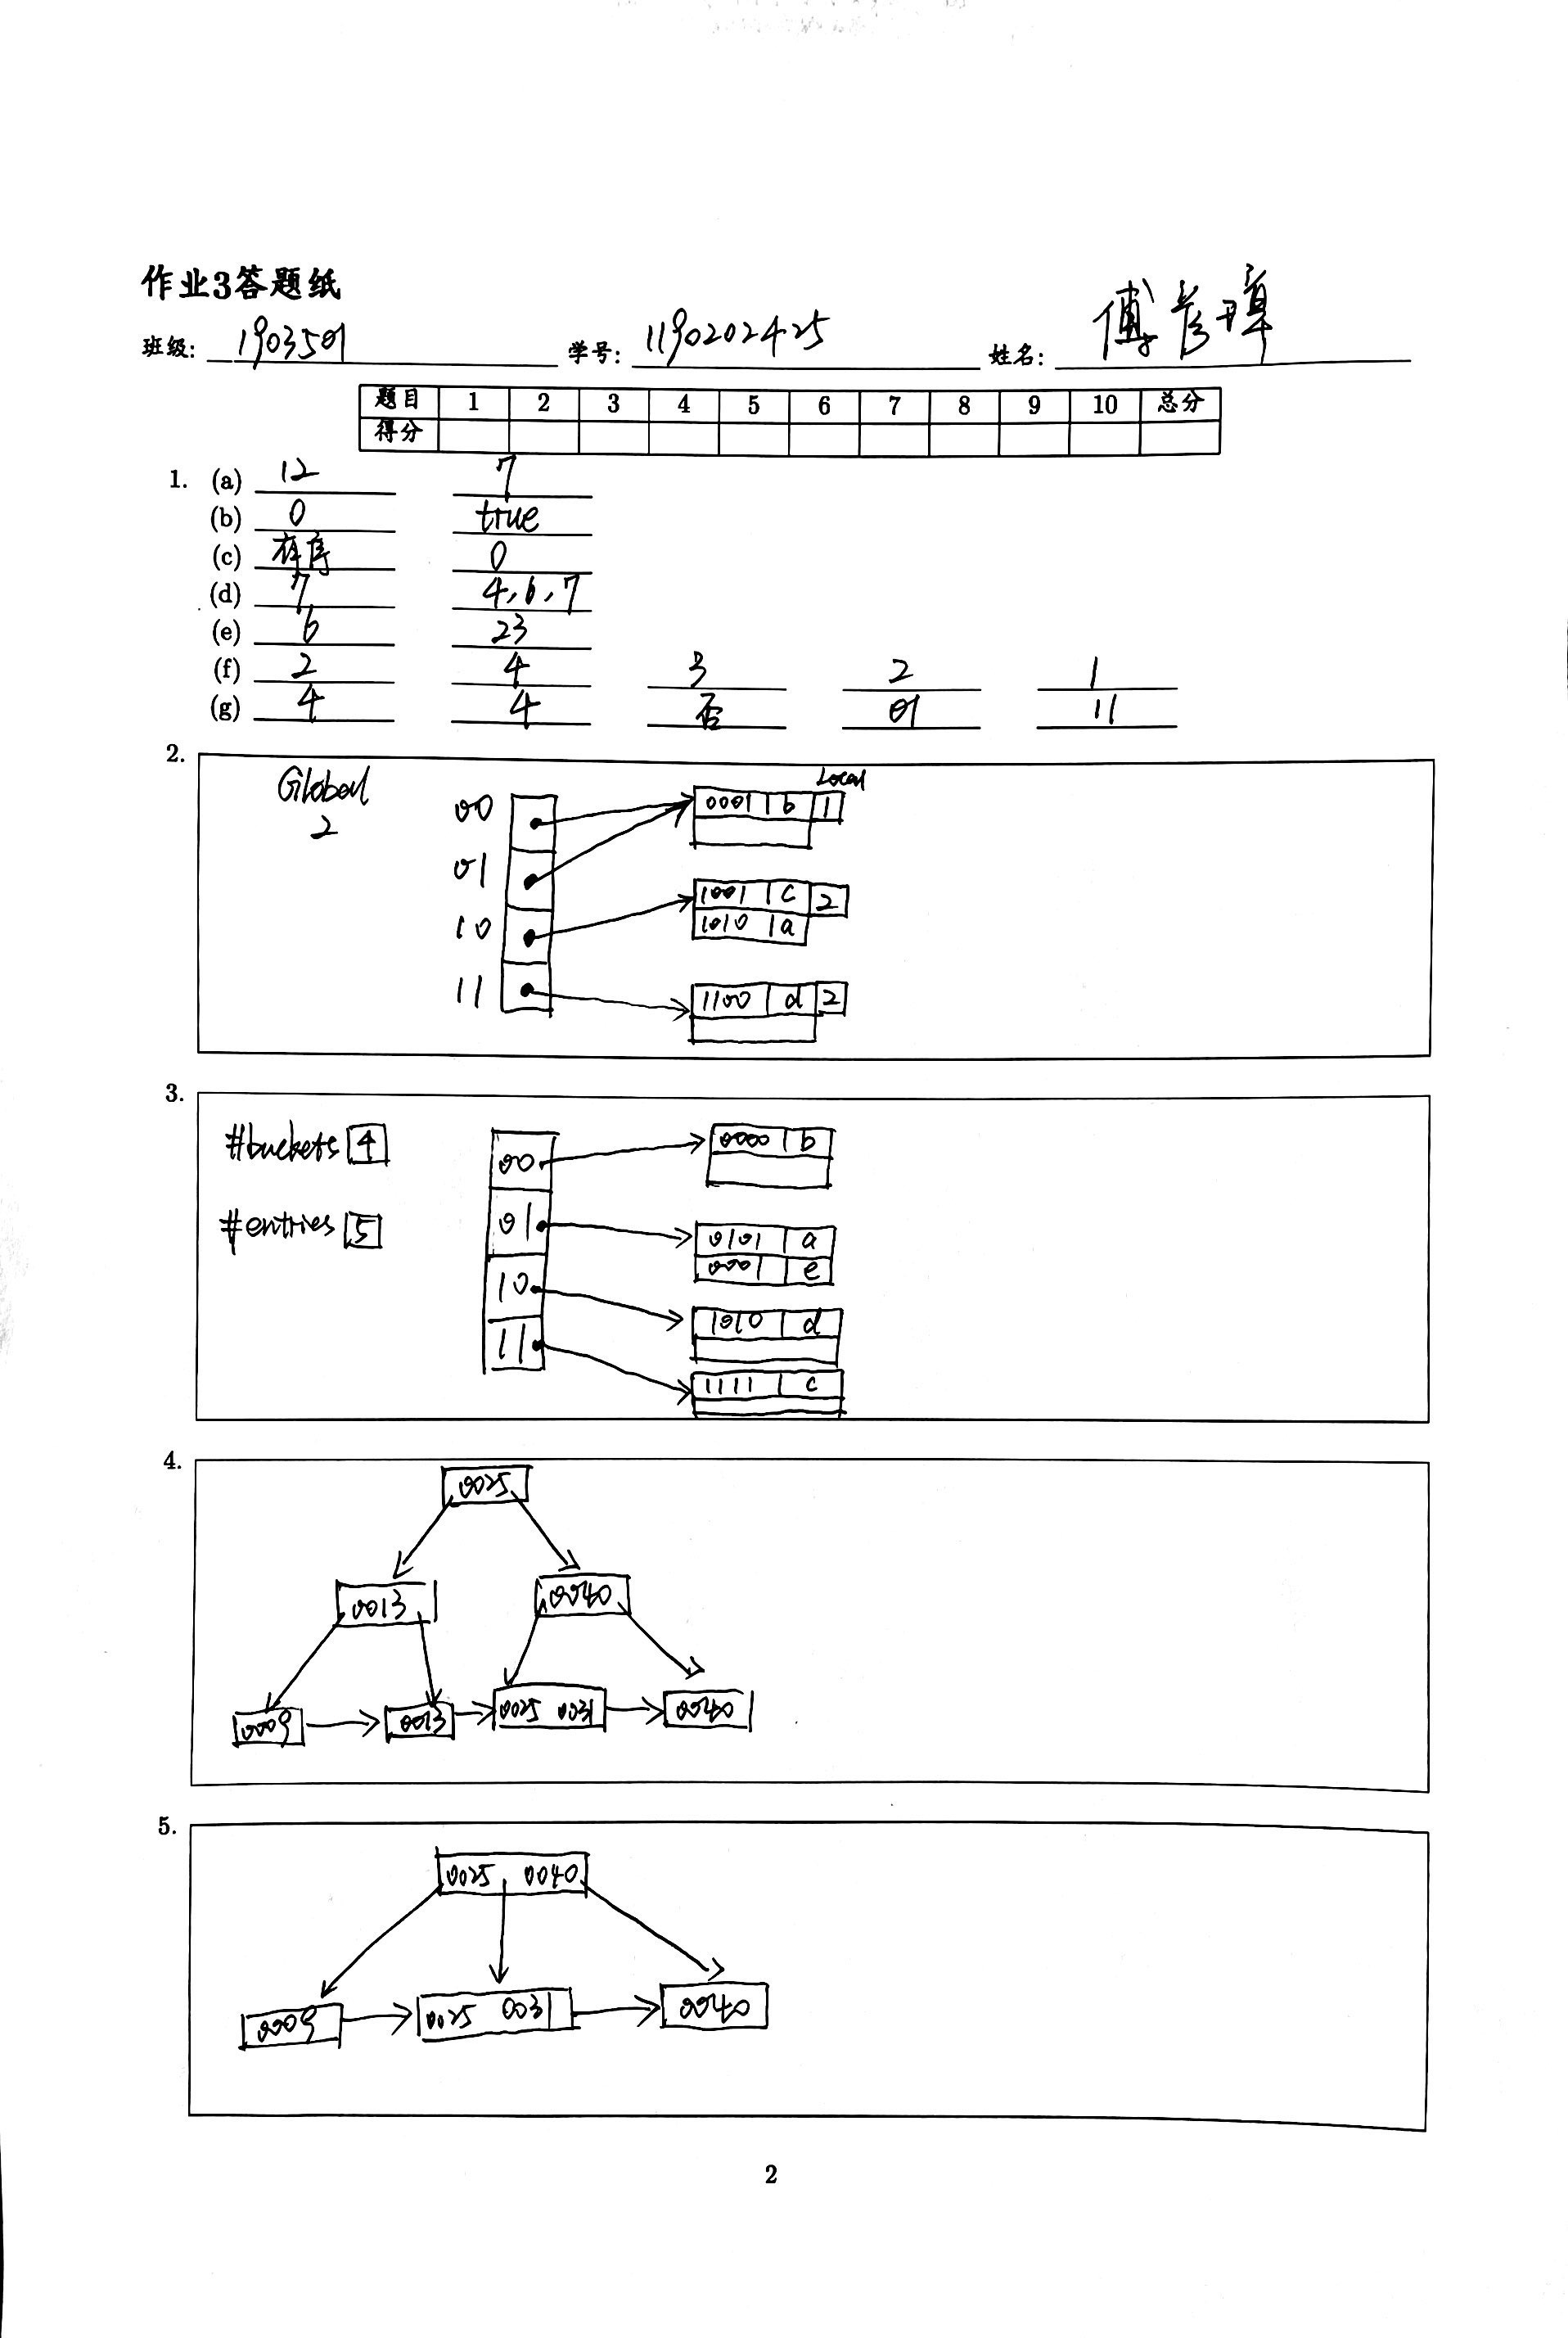 作业3答题纸
班级: 1903501 学号: 1190202425 姓名: 傅彦璋
题目 1 2 3 4 5 6 7 8 9 10 总分
得分
1. (a) 12 7
(b) 0 true
(c) 有序 0
(d) 7 4,6,7
(e) 6 23
(f) 2 4 3 2 1
(g) 4 4 否 01 11
2.
Global Local
2
00 0001 b 1
01
1001 c 2
10 1010 a
11 1100 d 2
3.
#buckets 4
00 0000 b
#entries 5
01 0101 a
0001 e
10 1010 d
11 1111 c
4.
0025
0013 0040
0009 0013 0025 0031 0040
5.
0025 0040
0009 0025 0031 0040
2